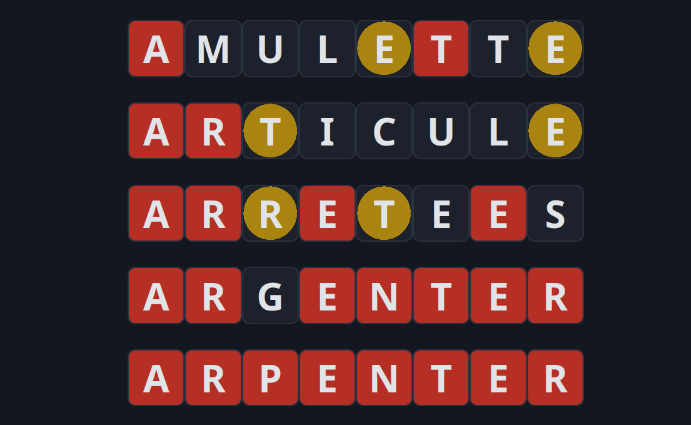 AMULETTE
ARTICULE
ARRETEES
ARGENTER
ARPENTER